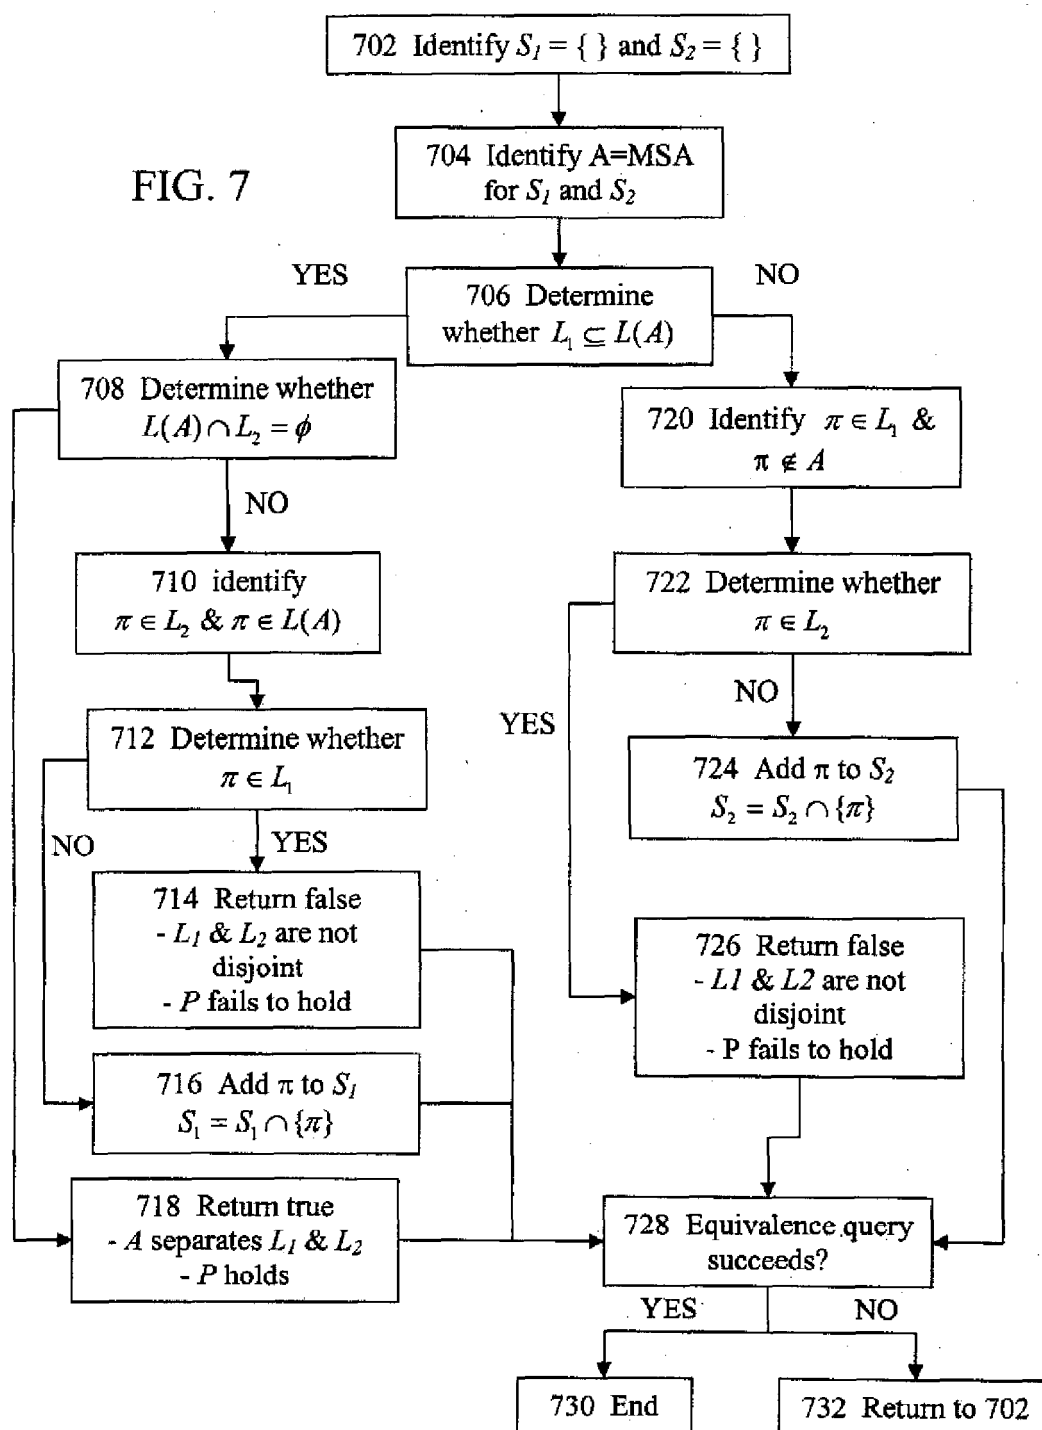 702 Identify S₁ = { } and S₂ = { }
704 Identify A=MSA
for S₁ and S₂
FIG. 7
YES
NO
706 Determine
whether L₁ ⊆ L(A)
708 Determine whether
L(A) ∩ L₂ = ϕ
720 Identify π ∈ L₁ &
π ∉ A
NO
710 identify
π ∈ L₂ & π ∈ L(A)
722 Determine whether
π ∈ L₂
NO
YES
712 Determine whether
π ∈ L₁
724 Add π to S₂
S₂ = S₂ ∩ {π}
NO
YES
714 Return false
- L₁ & L₂ are not
disjoint
- P fails to hold
726 Return false
- L1 & L2 are not
disjoint
- P fails to hold
716 Add π to S₁
S₁ = S₁ ∩ {π}
718 Return true
- A separates L₁ & L₂
- P holds
728 Equivalence query
succeeds?
YES
NO
730 End
732 Return to 702